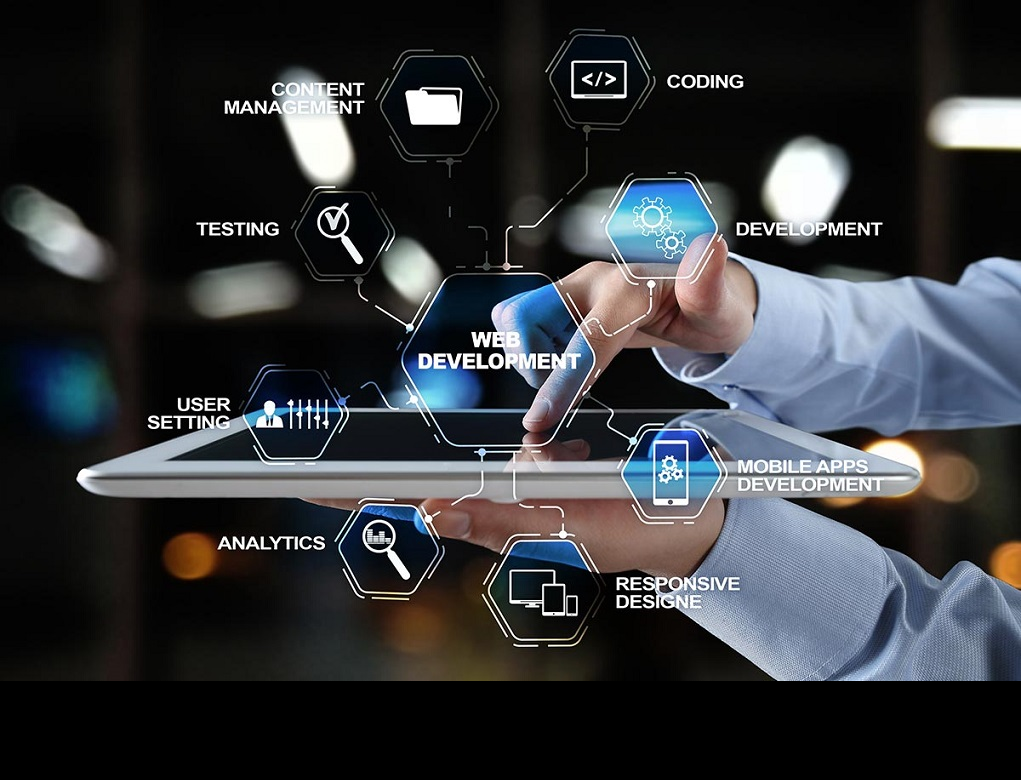 CONTENT
MANAGEMENT
</>
CODING
TESTING
DEVELOPMENT
WEB
DEVELOPMENT
USER
SETTING
MOBILE APPS
DEVELOPMENT
ANALYTICS
RESPONSIVE
DESIGNE